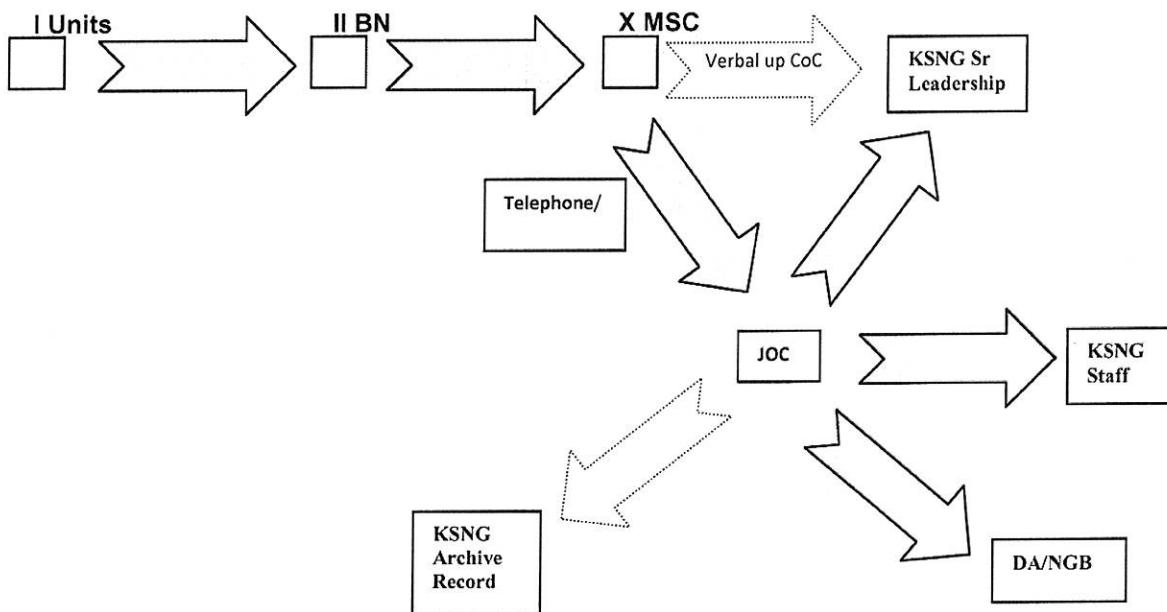 I Units
II BN
X MSC
Verbal up CoC
KSNG Sr
Leadership
Telephone/
JOC
KSNG
Staff
KSNG
Archive
Record
DA/NGB